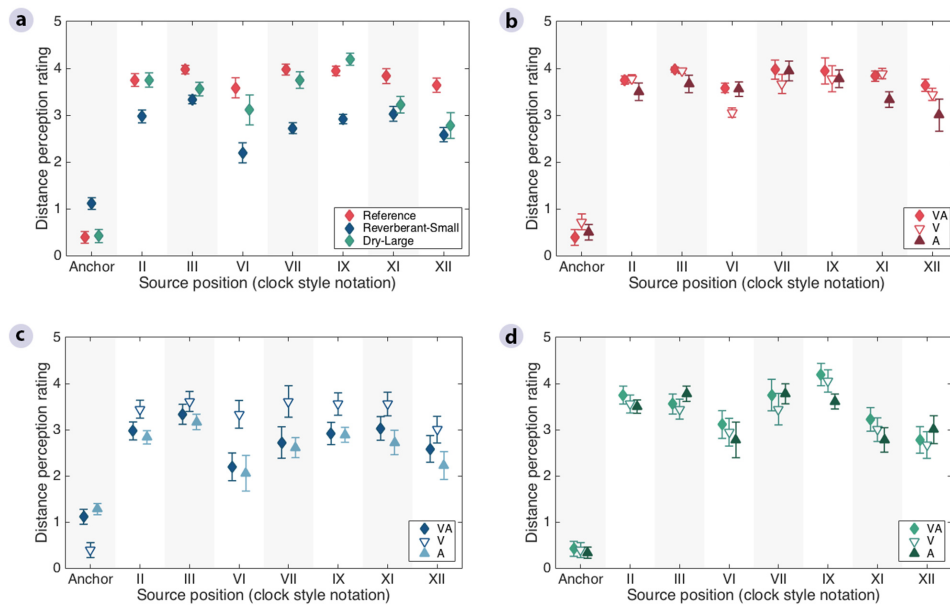 a
Distance perception rating
5
4
3
2
1
0
Reference
Reverberant-Small
Dry-Large
Anchor II III VI VII IX XI XII
Source position (clock style notation)
b
Distance perception rating
5
4
3
2
1
0
VA
V
A
Anchor II III VI VII IX XI XII
Source position (clock style notation)
c
Distance perception rating
5
4
3
2
1
0
VA
V
A
Anchor II III VI VII IX XI XII
Source position (clock style notation)
d
Distance perception rating
5
4
3
2
1
0
VA
V
A
Anchor II III VI VII IX XI XII
Source position (clock style notation)